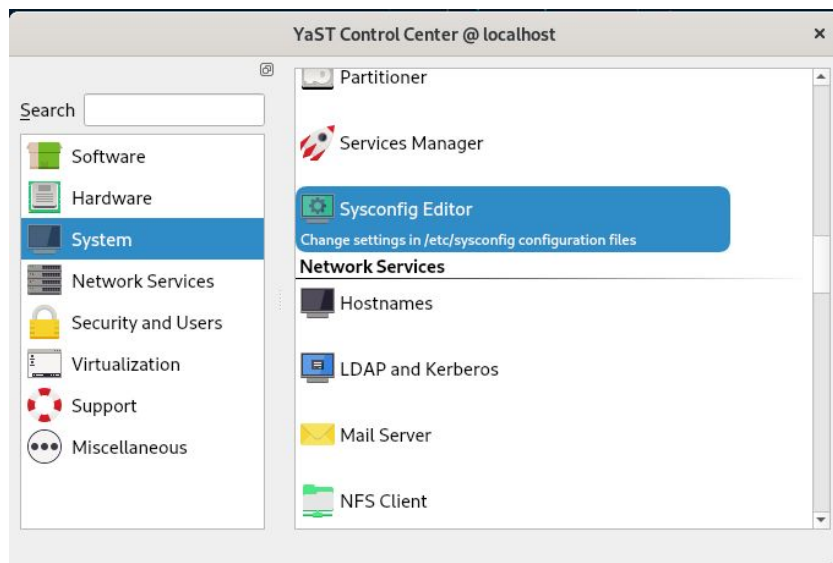 YaST Control Center @ localhost
Search
Software
Hardware
System
Network Services
Security and Users
Virtualization
Support
Miscellaneous
Partitioner
Services Manager
Sysconfig Editor
Change settings in /etc/sysconfig configuration files
Network Services
Hostnames
LDAP and Kerberos
Mail Server
NFS Client